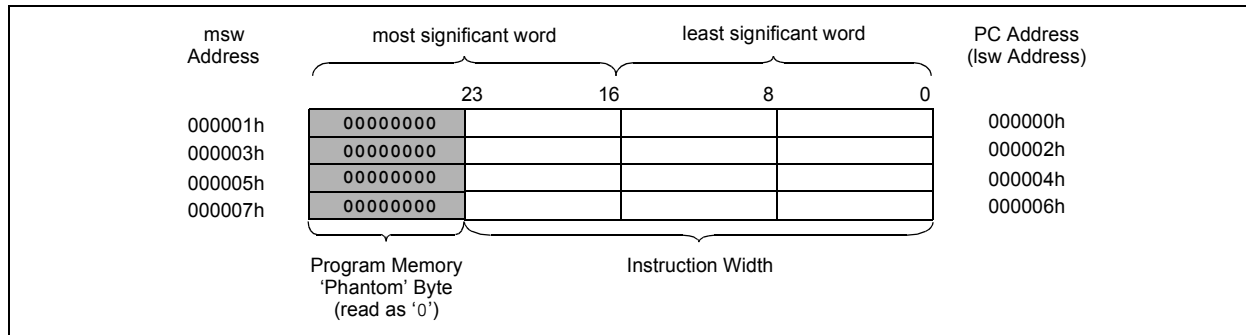 msw Address
most significant word
least significant word
PC Address
(lsw Address)
23 16 8 0
000001h 00000000 000000h
000003h 00000000 000002h
000005h 00000000 000004h
000007h 00000000 000006h
Program Memory
‘Phantom’ Byte
(read as ‘0’)
Instruction Width